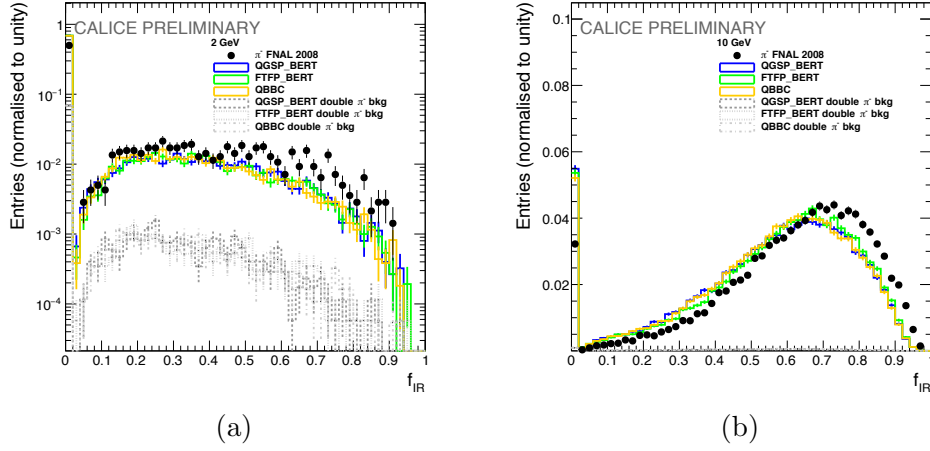 CALICE PRELIMINARY
2 GeV
π⁻ FNAL 2008
QGSP_BERT
FTFP_BERT
QBBC
QGSP_BERT double π⁻ bkg
FTFP_BERT double π⁻ bkg
QBBC double π⁻ bkg
Entries (normalised to unity)
1
10⁻¹
10⁻²
10⁻³
10⁻⁴
0 0.1 0.2 0.3 0.4 0.5 0.6 0.7 0.8 0.9 1
f_IR
(a)
CALICE PRELIMINARY
10 GeV
π⁻ FNAL 2008
QGSP_BERT
FTFP_BERT
QBBC
QGSP_BERT double π⁻ bkg
FTFP_BERT double π⁻ bkg
QBBC double π⁻ bkg
Entries (normalised to unity)
0.1
0.08
0.06
0.04
0.02
0 0.1 0.2 0.3 0.4 0.5 0.6 0.7 0.8 0.9 1
f_IR
(b)